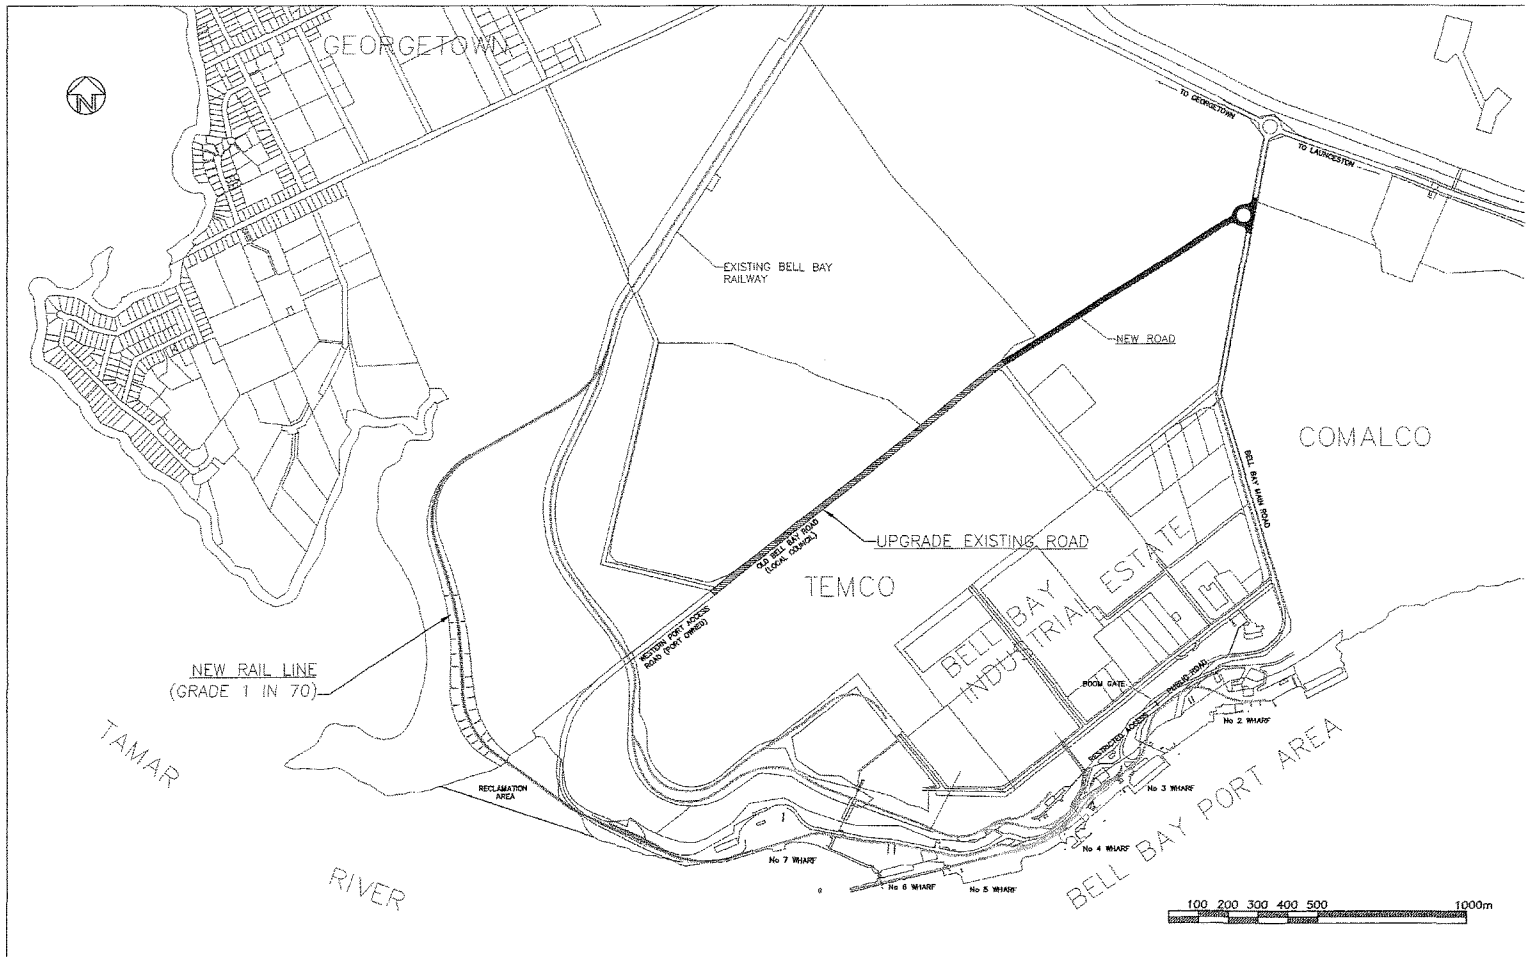 GEORGETOWN
N
TO GEORGETOWN
TO LAUNCESTON
EXISTING BELL BAY
RAILWAY
NEW ROAD
COMALCO
BELL BAY MAIN ROAD
UPGRADE EXISTING ROAD
OLD BELL BAY ROAD
(LOCAL COUNCIL)
TEMCO
BELL BAY
INDUSTRIAL ESTATE
WESTERN PORT ACCESS
ROAD (PORT OWNED)
NEW RAIL LINE
(GRADE 1 IN 70)
BOOM GATE
PUBLIC ROAD
RESTRICTED ACCESS
No 2 WHARF
TAMAR
RIVER
RECLAMATION
AREA
No 3 WHARF
No 4 WHARF
No 7 WHARF
No 6 WHARF
No 5 WHARF
BELL BAY PORT AREA
100 200 300 400 500 1000m